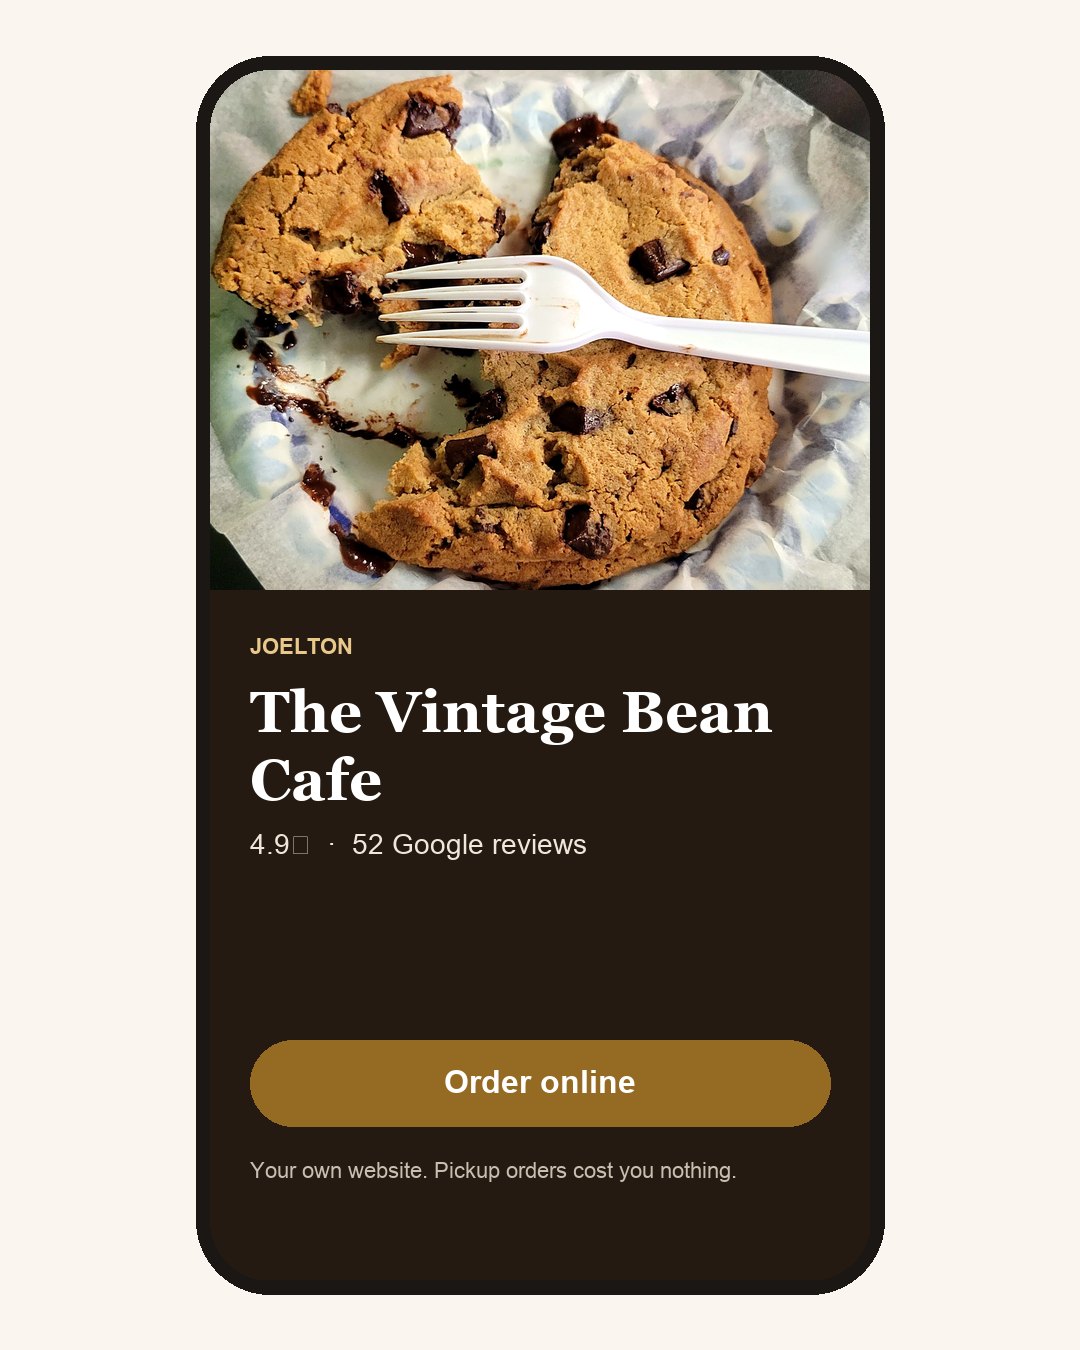 JOELTON
The Vintage Bean
Cafe
4.9□ · 52 Google reviews
Order online
Your own website. Pickup orders cost you nothing.